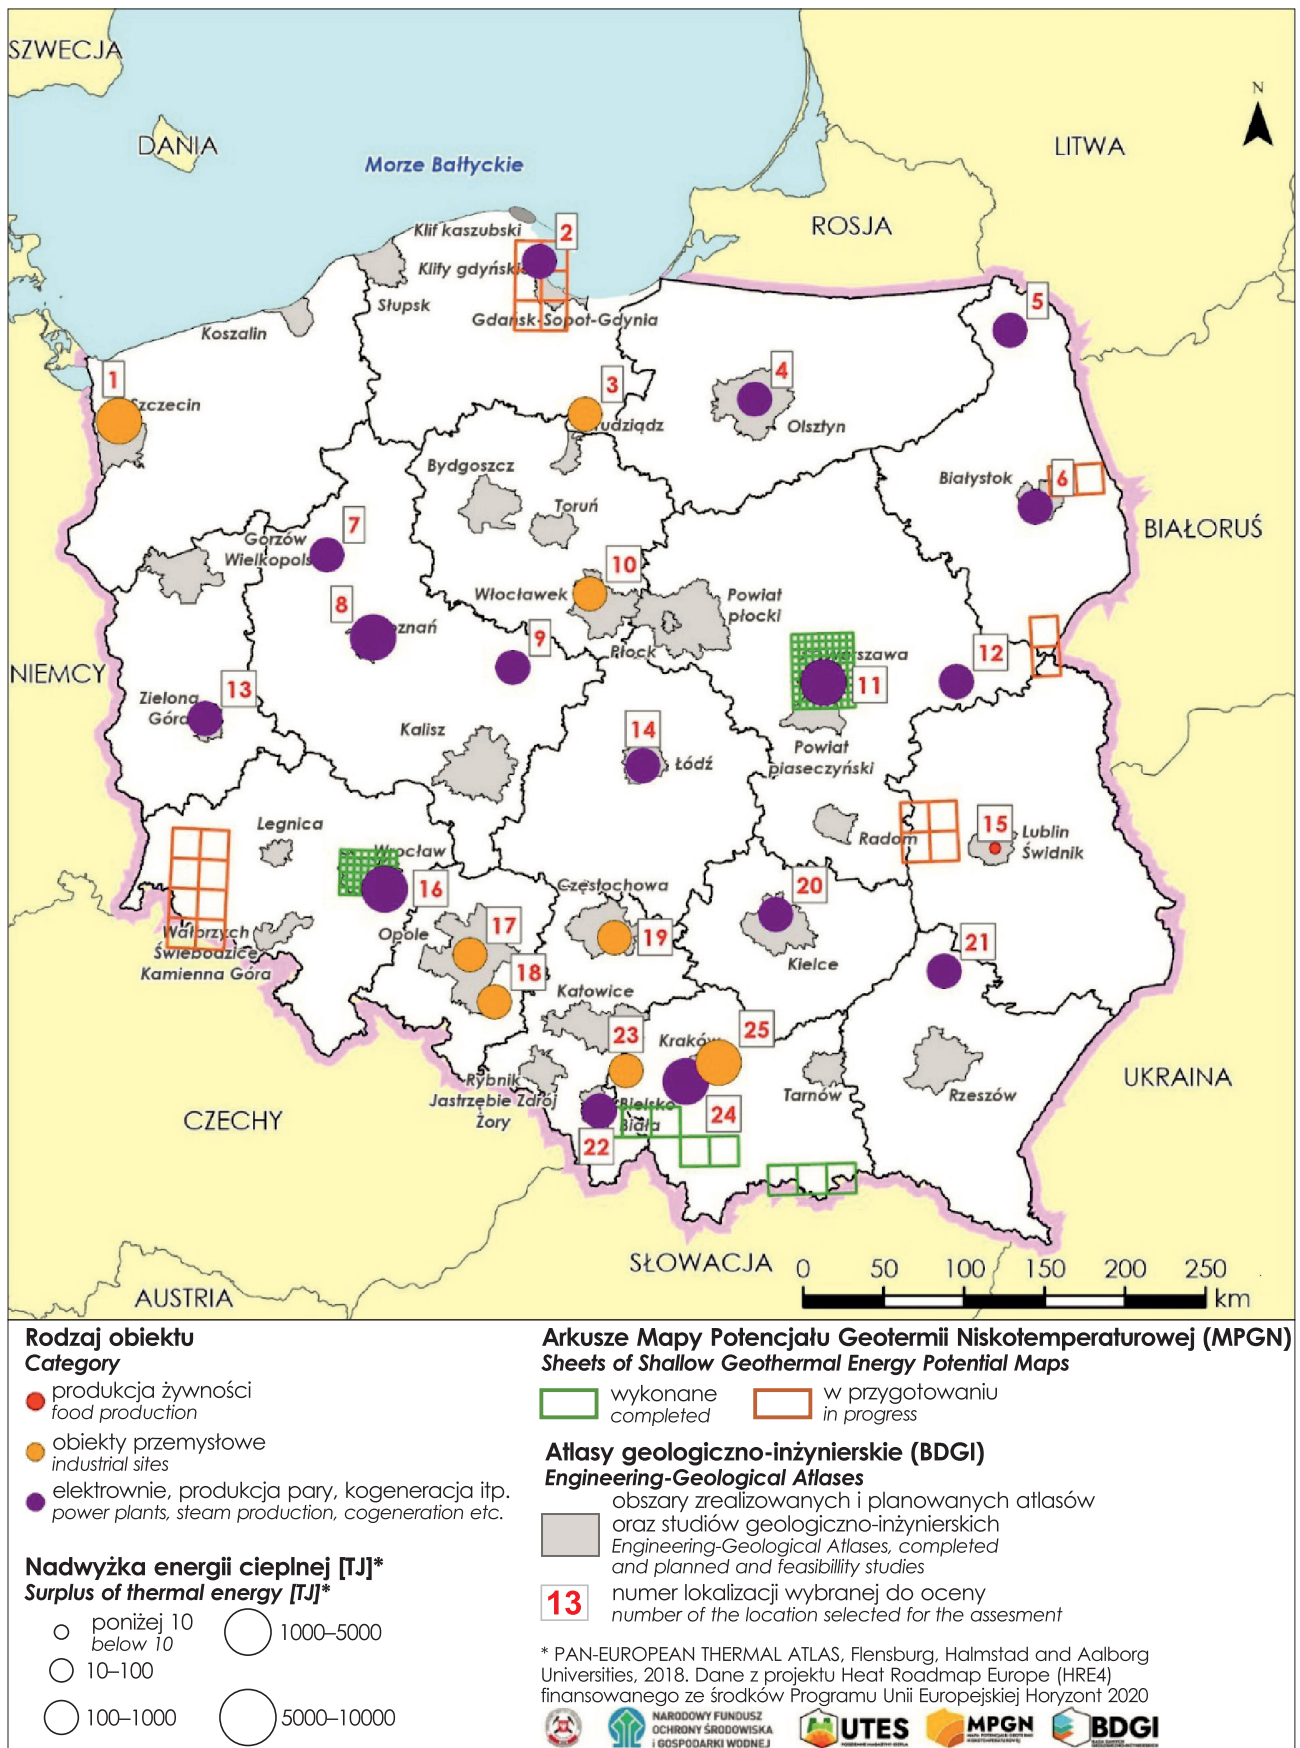 SZWECJA
N
DANIA
LITWA
Morze Bałtyckie
ROSJA
Klif kaszubski
2
Klify gdyński
5
Słupsk
Gdańsk-Sopot-Gdynia
Koszalin
1
3
4
Szczecin
udziądz
Olsztyn
Bydgoszcz
Białystok
6
Toruń
7
BIAŁORUŚ
Gorzów
Wielkopols
10
8
Włocławek
Powiat
płocki
znań
9
Płock
rszawa
12
NIEMCY
11
13
Zielona
Góra
14
Kalisz
Łódź
Powiat
piaseczyński
Legnica
15
Radom
Lublin
Świdnik
Wrocław
16
Częstochowa
20
17
Opole
19
21
Wałbrzych
Świebodzice
Kamienna Góra
Kielce
18
Katowice
23
25
Kraków
Rybnik
Jastrzębie Zdrój
Żory
Tarnów
Rzeszów
UKRAINA
Bielsko
Biała
24
CZECHY
22
SŁOWACJA
0 50 100 150 200 250
km
AUSTRIA
Rodzaj obiektu
Category
produkcja żywności
food production
obiekty przemysłowe
industrial sites
elektrownie, produkcja pary, kogeneracja itp.
power plants, steam production, cogeneration etc.
Nadwyżka energii cieplnej [TJ]*
Surplus of thermal energy [TJ]*
poniżej 10
below 10
10–100
100–1000
1000–5000
5000–10000
Arkusze Mapy Potencjału Geotermii Niskotemperaturowej (MPGN)
Sheets of Shallow Geothermal Energy Potential Maps
wykonane
completed
w przygotowaniu
in progress
Atlasy geologiczno-inżynierskie (BDGI)
Engineering-Geological Atlases
obszary zrealizowanych i planowanych atlasów
oraz studiów geologiczno-inżynierskich
Engineering-Geological Atlases, completed
and planned and feasibillity studies
13
numer lokalizacji wybranej do oceny
number of the location selected for the assesment
* PAN-EUROPEAN THERMAL ATLAS, Flensburg, Halmstad and Aalborg
Universities, 2018. Dane z projektu Heat Roadmap Europe (HRE4)
finansowanego ze środków Programu Unii Europejskiej Horyzont 2020
NARODOWY FUNDUSZ
OCHRONY ŚRODOWISKA
i GOSPODARKI WODNEJ
UTES
MPGN
BDGI